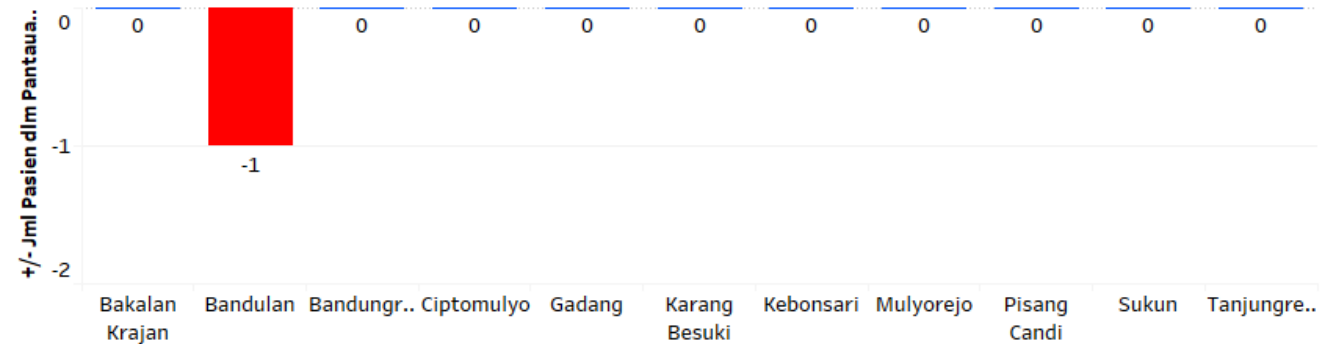 +/- Jml Pasien dlm Pantaua..
0
-1
-2
0
-1
0
0
0
0
0
0
0
0
0
Bakalan
Krajan
Bandulan
Bandungr..
Ciptomulyo
Gadang
Karang
Besuki
Kebonsari
Mulyorejo
Pisang
Candi
Sukun
Tanjungre..